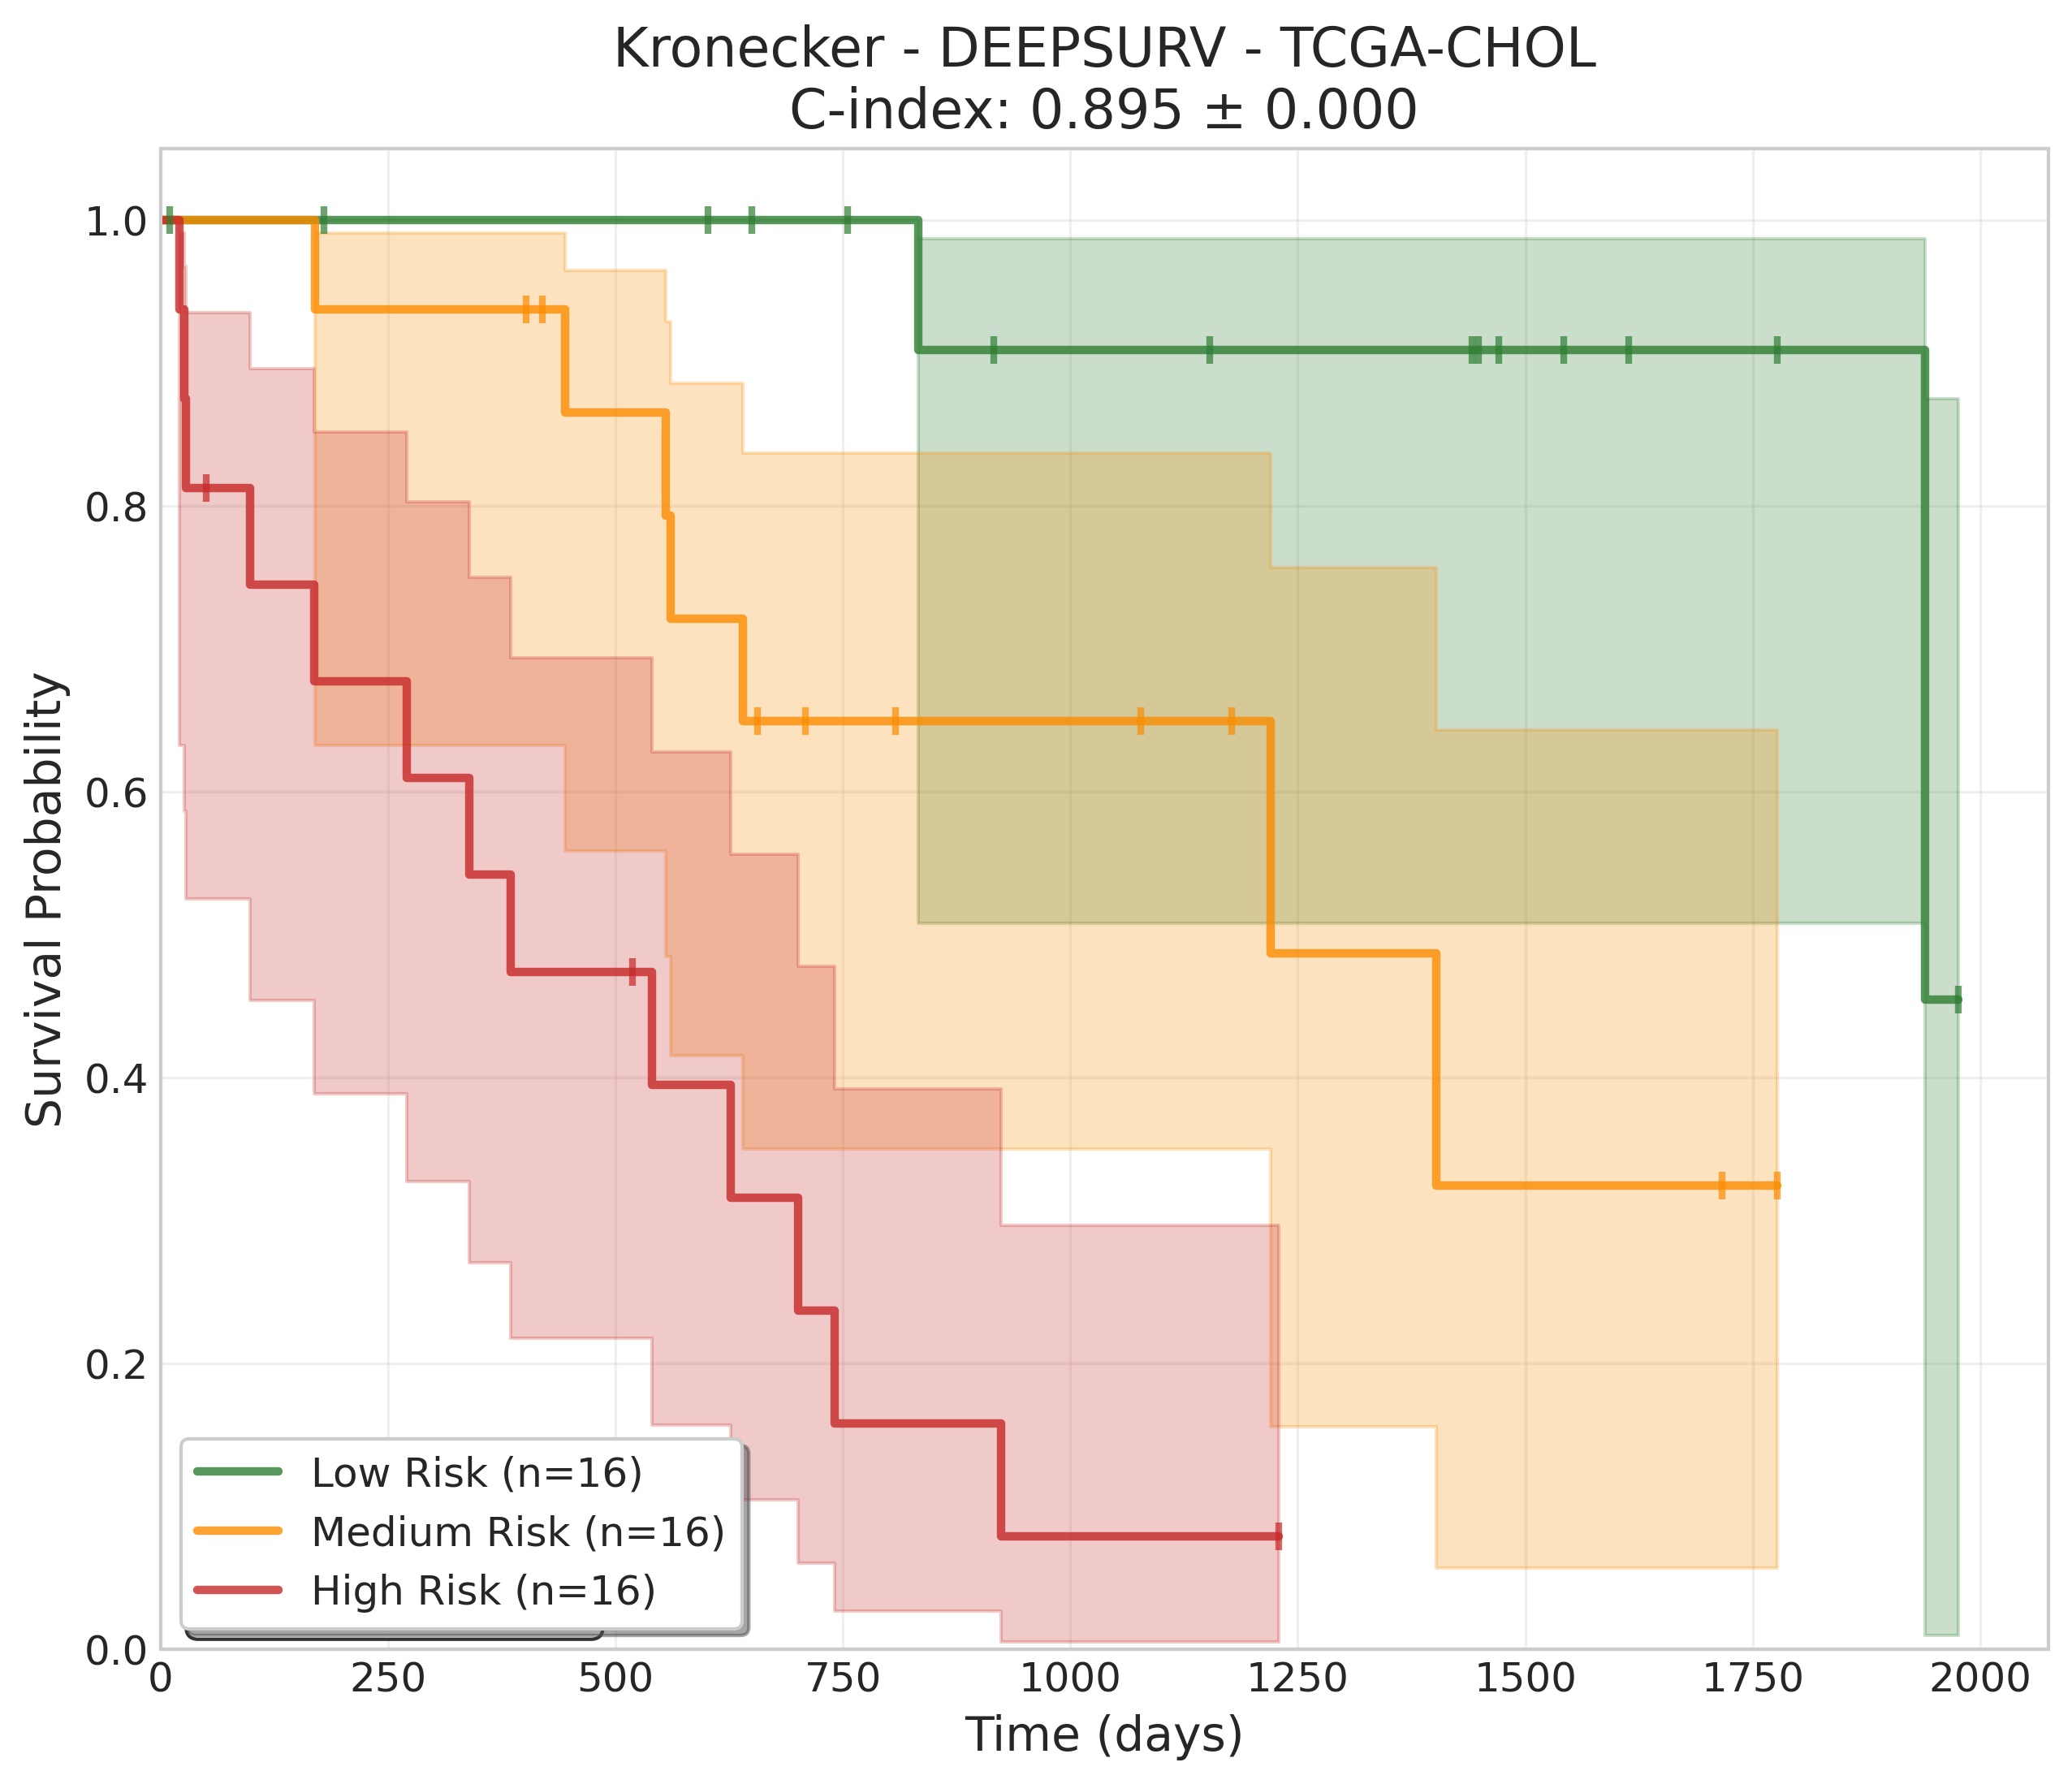 Kronecker - DEEPSURV - TCGA-CHOL
C-index: 0.895 ± 0.000
Survival Probability
1.0
0.8
0.6
0.4
0.2
0.0
Low Risk (n=16)
Medium Risk (n=16)
High Risk (n=16)
0 250 500 750 1000 1250 1500 1750 2000
Time (days)